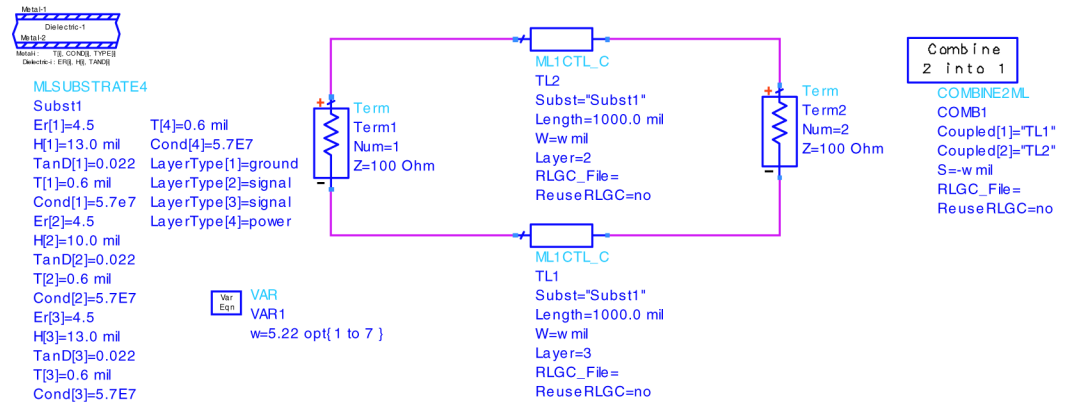 Metal-1
Dielectric-1
Metal-2
Metal-i : T[i], COND[i], TYPE[i]
Dielectric-i : ER[i], H[i], TAND[i]
MLSUBSTRATE4
Subst1
Er[1]=4.5
H[1]=13.0 mil
TanD[1]=0.022
T[1]=0.6 mil
Cond[1]=5.7e7
Er[2]=4.5
H[2]=10.0 mil
TanD[2]=0.022
T[2]=0.6 mil
Cond[2]=5.7E7
Er[3]=4.5
H[3]=13.0 mil
TanD[3]=0.022
T[3]=0.6 mil
Cond[3]=5.7E7
T[4]=0.6 mil
Cond[4]=5.7E7
LayerType[1]=ground
LayerType[2]=signal
LayerType[3]=signal
LayerType[4]=power
Var
Eqn
VAR
VAR1
w=5.22 opt{ 1 to 7 }
+
Term
Term1
Num=1
Z=100 Ohm
-
ML1CTL_C
TL2
Subst="Subst1"
Length=1000.0 mil
W=w mil
Layer=2
RLGC_File=
ReuseRLGC=no
ML1CTL_C
TL1
Subst="Subst1"
Length=1000.0 mil
W=w mil
Layer=3
RLGC_File=
ReuseRLGC=no
+
Term
Term2
Num=2
Z=100 Ohm
-
Combine
2 into 1
COMBINE2ML
COMB1
Coupled[1]="TL1"
Coupled[2]="TL2"
S=-w mil
RLGC_File=
ReuseRLGC=no